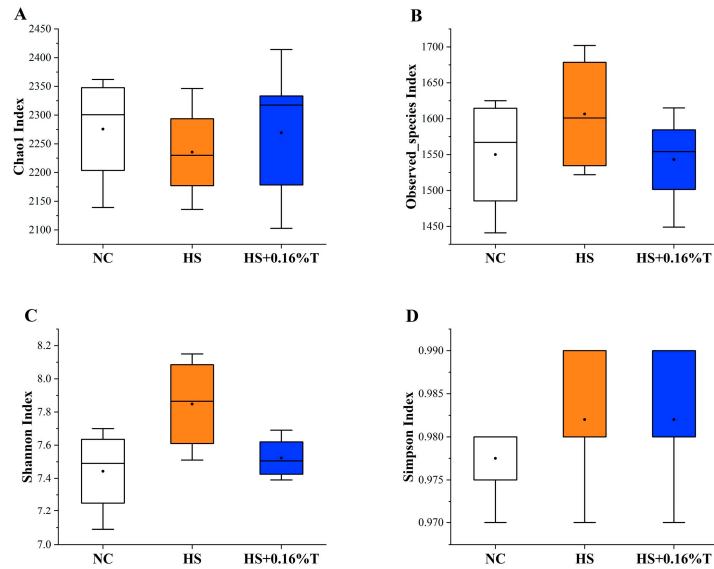 A
Chao1 Index
2450
2400
2350
2300
2250
2200
2150
2100
NC HS HS+0.16%T
B
Observed_species Index
1700
1650
1600
1550
1500
1450
NC HS HS+0.16%T
C
Shannon Index
8.2
8.0
7.8
7.6
7.4
7.2
7.0
NC HS HS+0.16%T
D
Simpson Index
0.990
0.985
0.980
0.975
0.970
NC HS HS+0.16%T